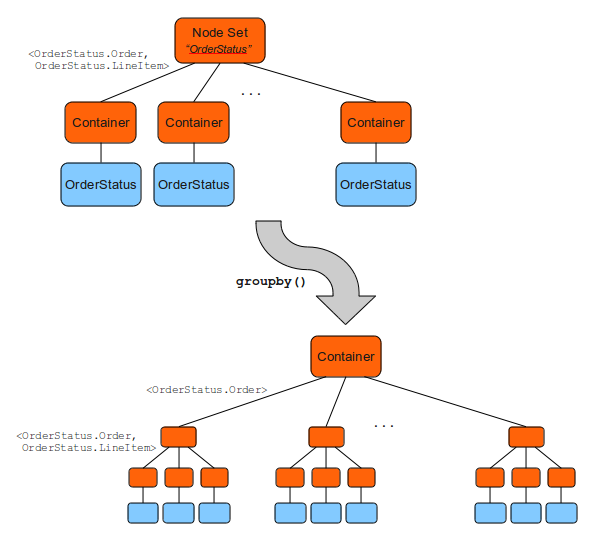 Node Set
“OrderStatus”
<OrderStatus.Order,
OrderStatus.LineItem>
...
Container
Container
Container
OrderStatus
OrderStatus
OrderStatus
groupby()
Container
<OrderStatus.Order>
...
<OrderStatus.Order,
OrderStatus.LineItem>